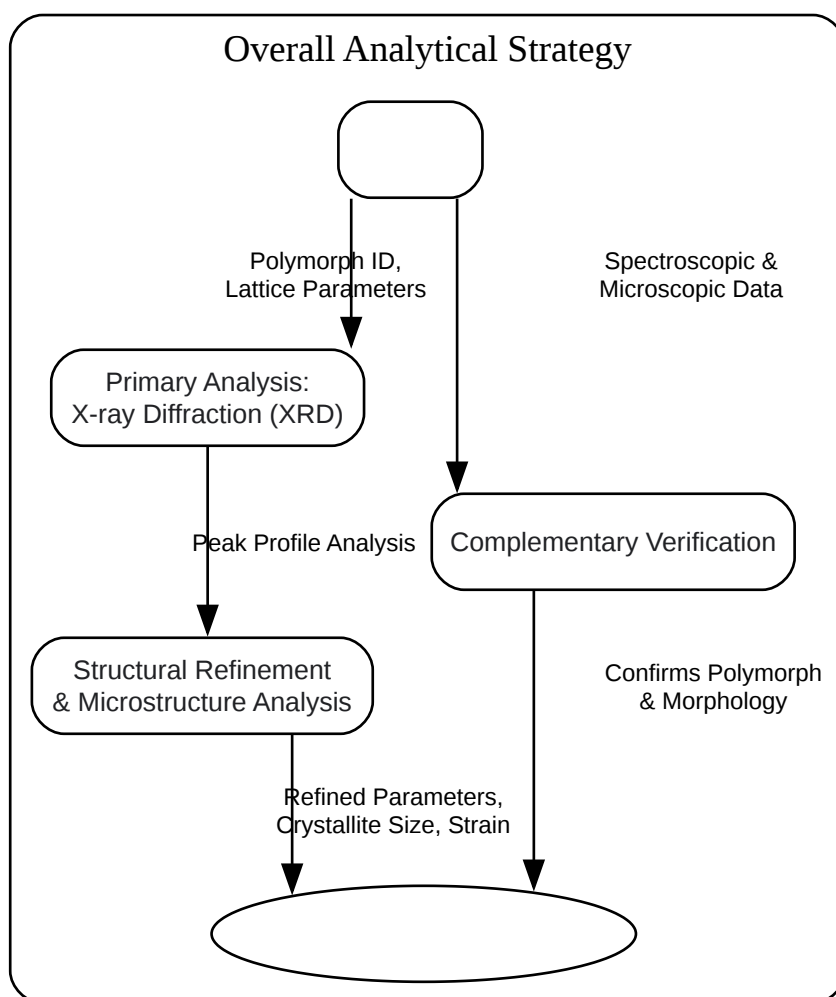 Overall Analytical Strategy
Polymorph ID,
Lattice Parameters
Spectroscopic &
Microscopic Data
Primary Analysis:
X-ray Diffraction (XRD)
Peak Profile Analysis
Complementary Verification
Structural Refinement
& Microstructure Analysis
Confirms Polymorph
& Morphology
Refined Parameters,
Crystallite Size, Strain